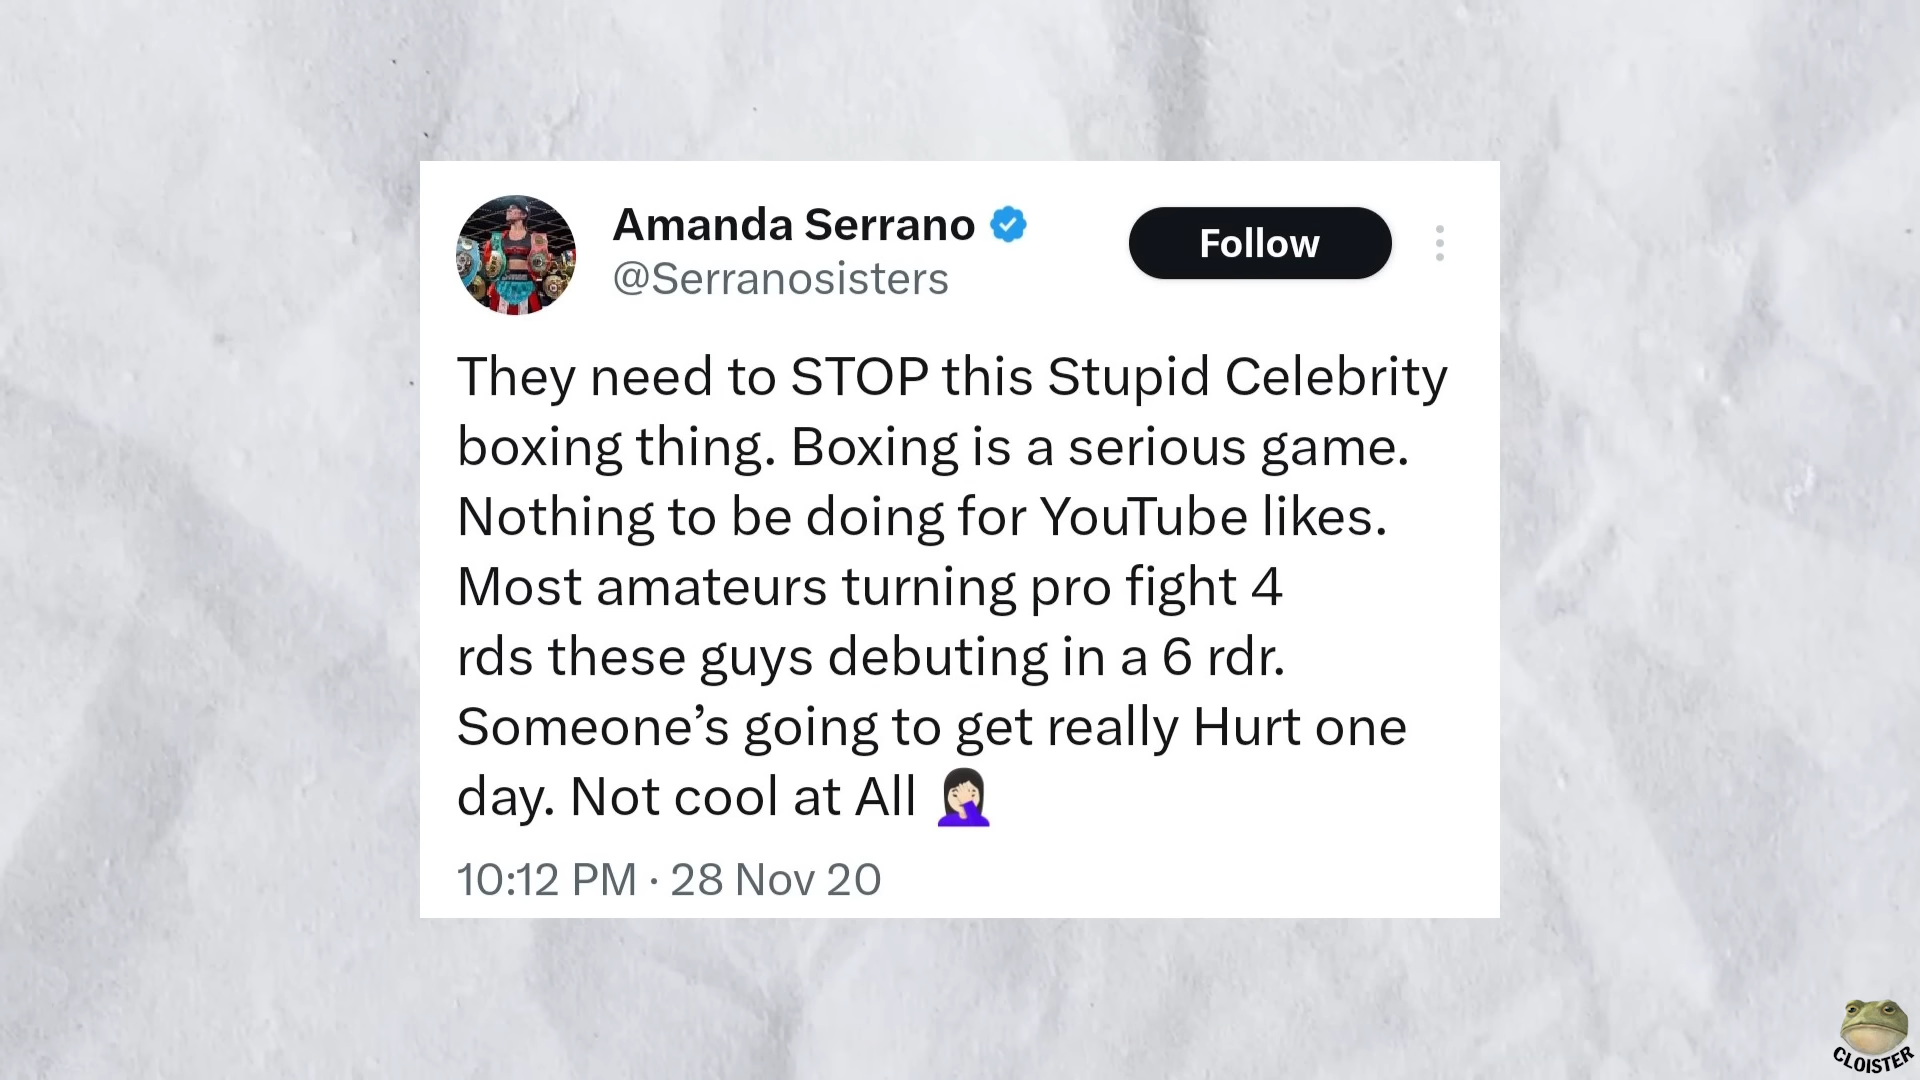 Amanda Serrano
@Serranosisters
Follow
They need to STOP this Stupid Celebrity
boxing thing. Boxing is a serious game.
Nothing to be doing for YouTube likes.
Most amateurs turning pro fight 4
rds these guys debuting in a 6 rdr.
Someone’s going to get really Hurt one
day. Not cool at All 🤦🏻‍♀️
10:12 PM · 28 Nov 20
CLOISTER